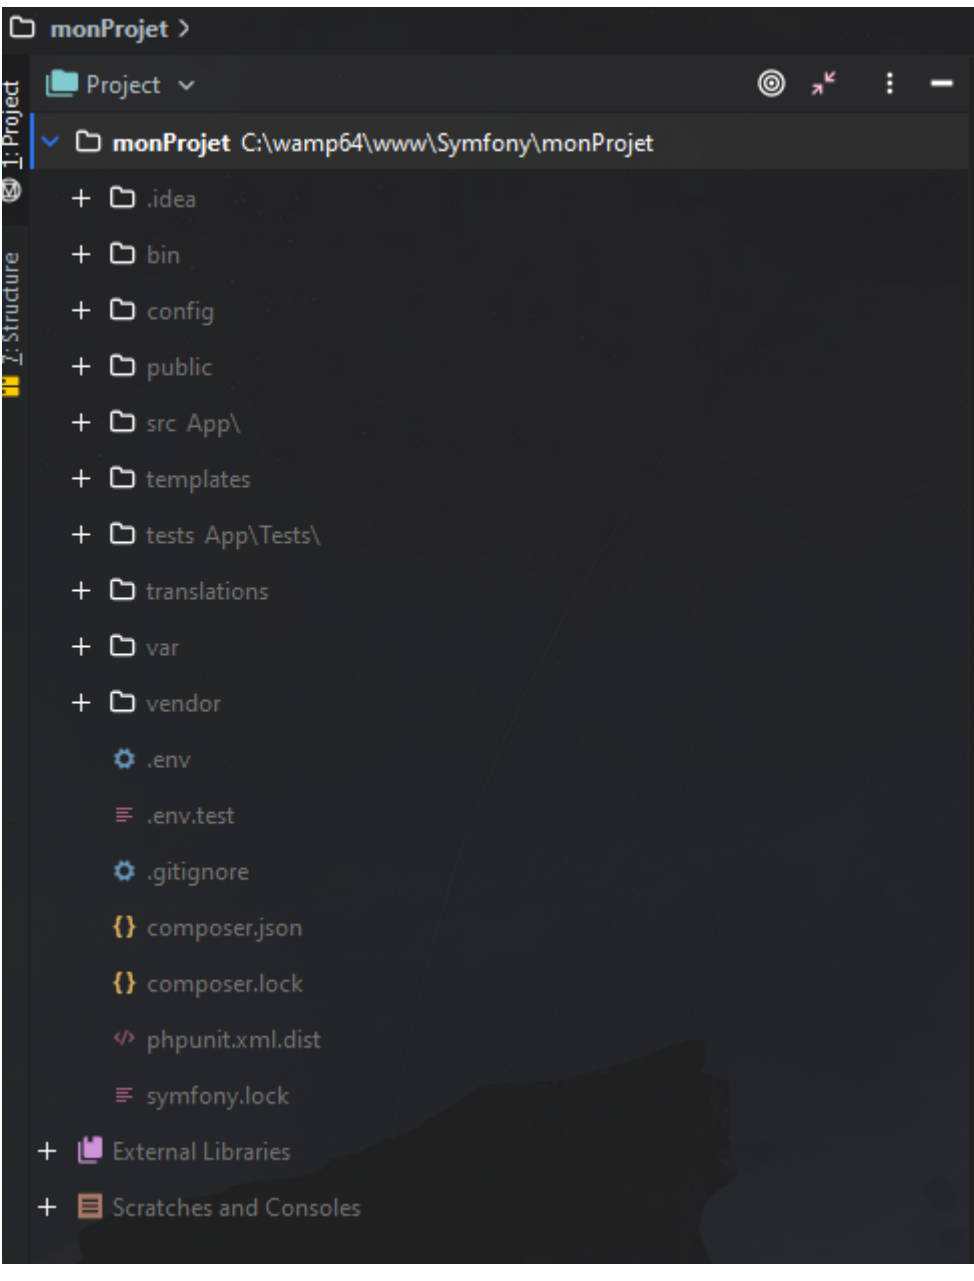 monProjet
1: Project
7: Structure
Project
monProjet C:\wamp64\www\Symfony\monProjet
.idea
bin
config
public
src App\
templates
tests App\Tests\
translations
var
vendor
.env
.env.test
.gitignore
composer.json
composer.lock
phpunit.xml.dist
symfony.lock
External Libraries
Scratches and Consoles